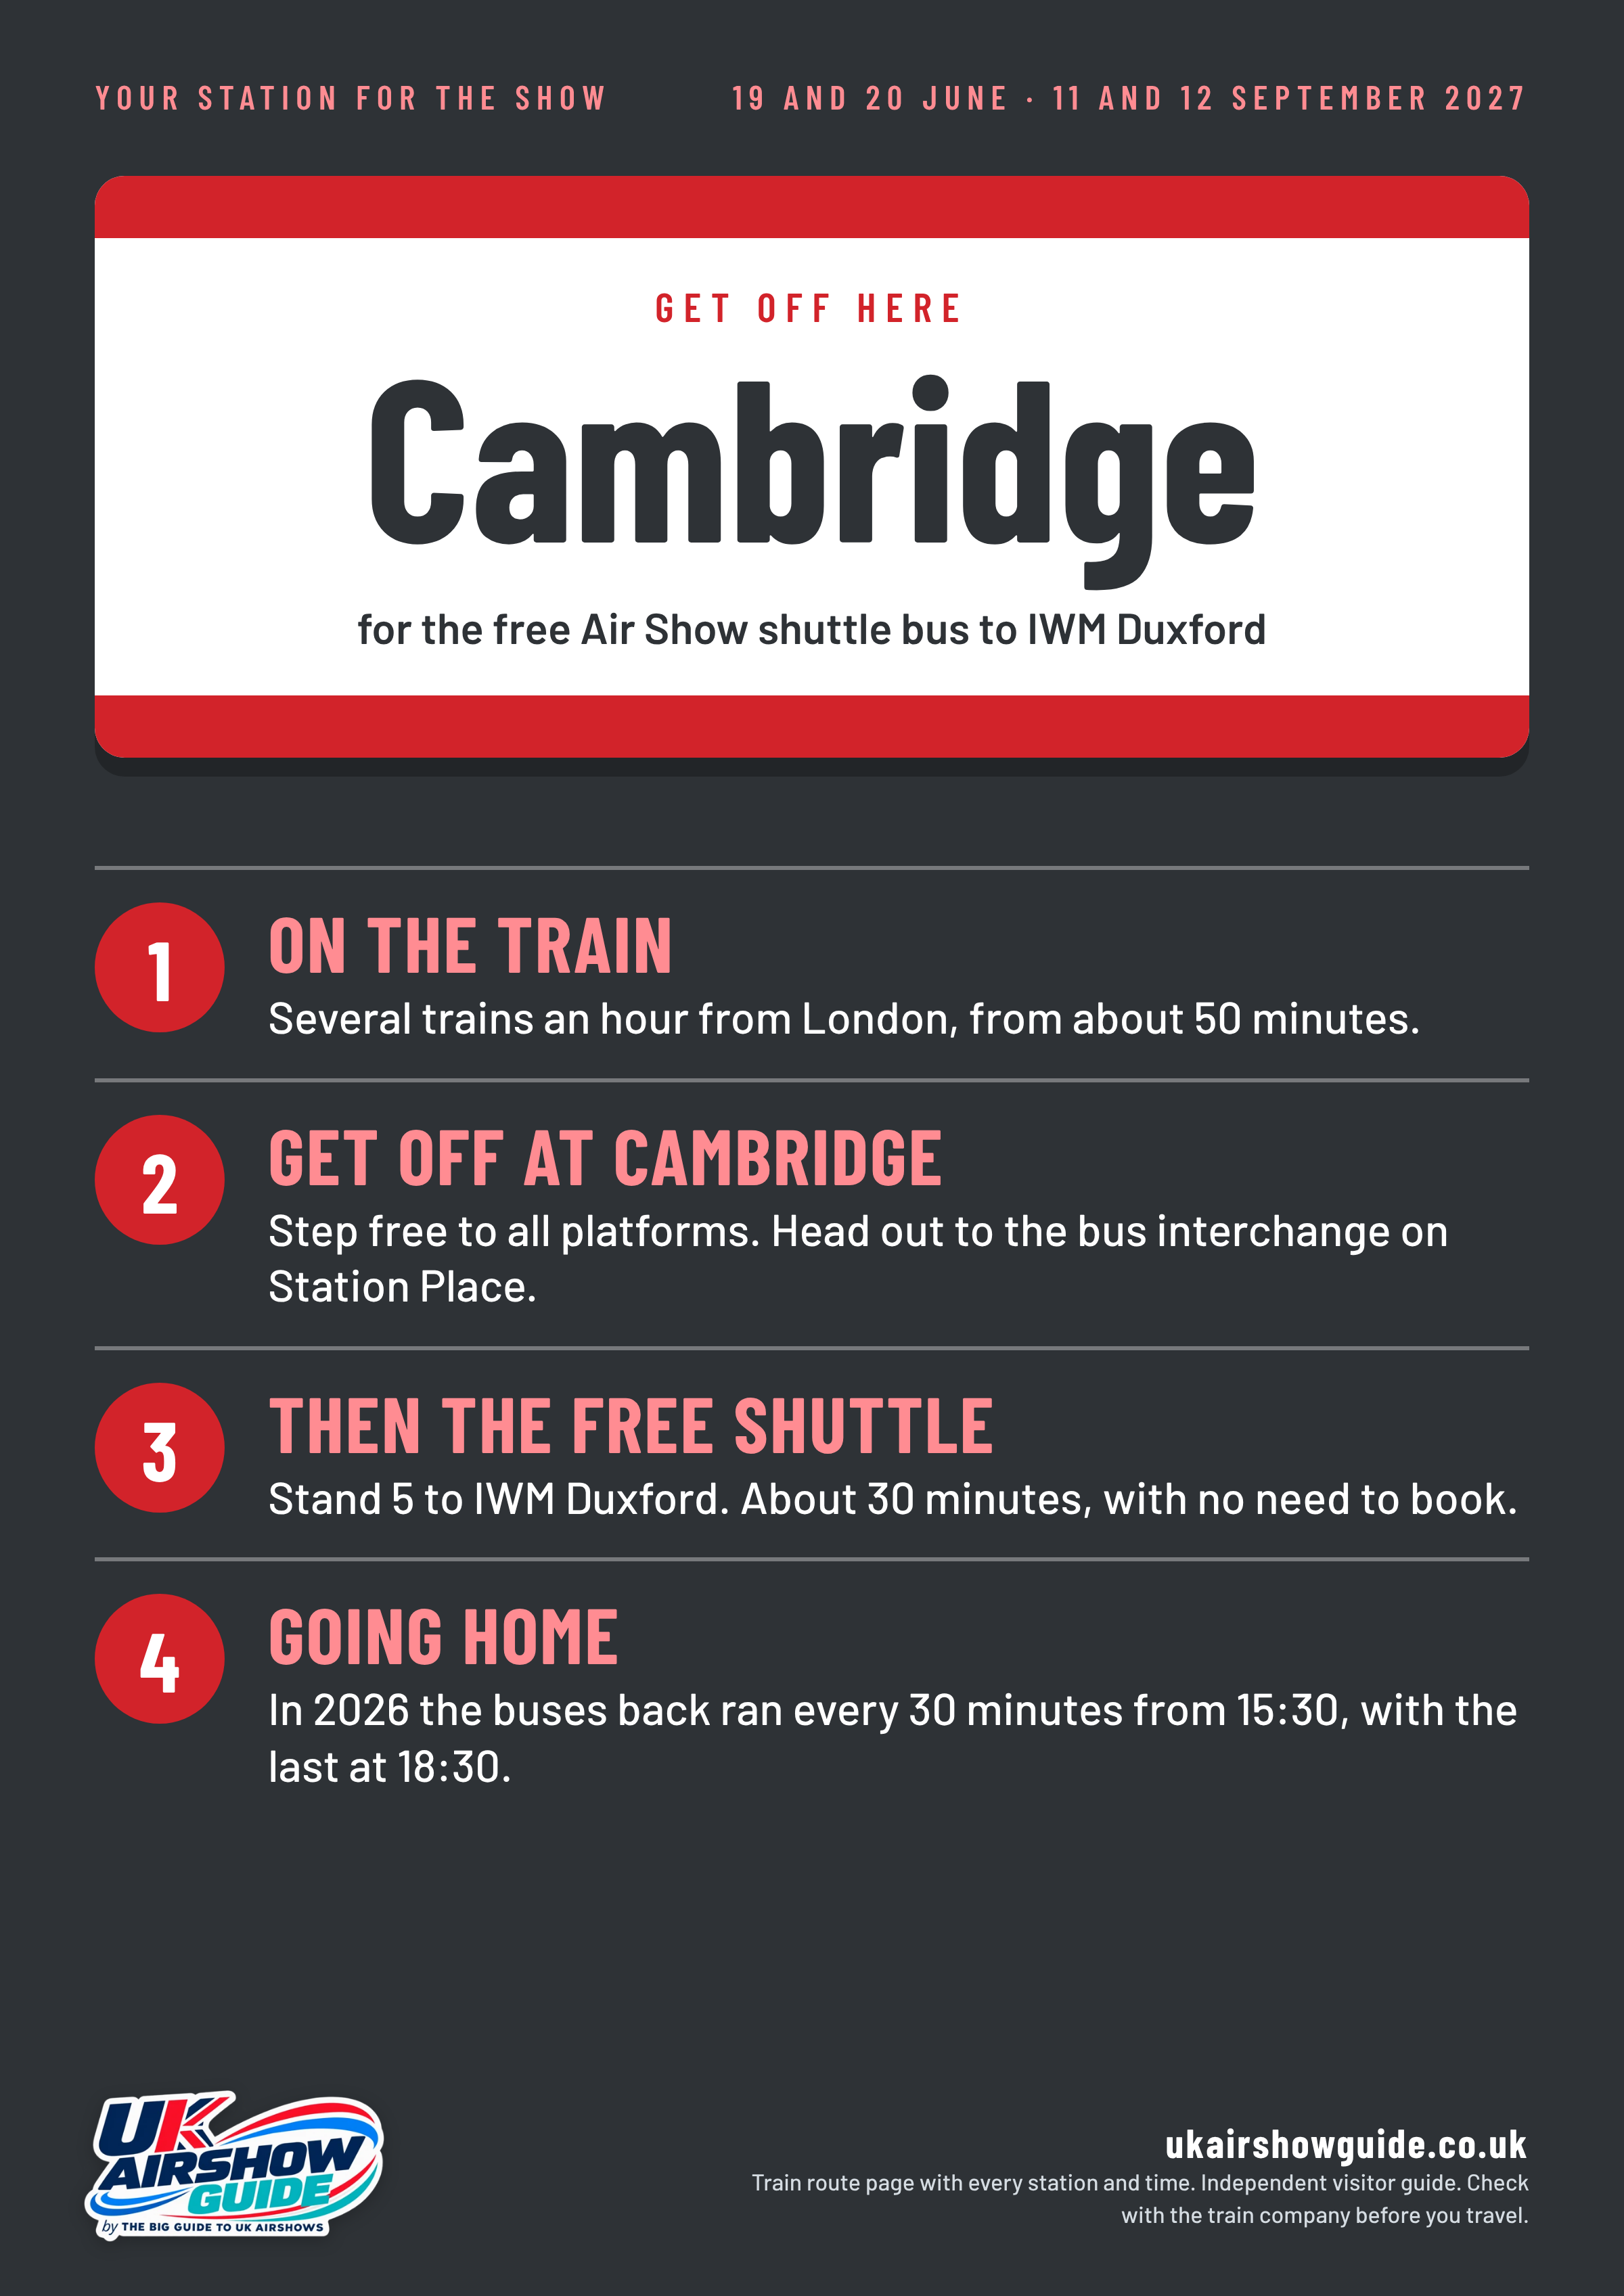 YOUR STATION FOR THE SHOW
19 AND 20 JUNE · 11 AND 12 SEPTEMBER 2027
GET OFF HERE
Cambridge
for the free Air Show shuttle bus to IWM Duxford
1
ON THE TRAIN
Several trains an hour from London, from about 50 minutes.
2
GET OFF AT CAMBRIDGE
Step free to all platforms. Head out to the bus interchange on
Station Place.
3
THEN THE FREE SHUTTLE
Stand 5 to IWM Duxford. About 30 minutes, with no need to book.
4
GOING HOME
In 2026 the buses back ran every 30 minutes from 15:30, with the
last at 18:30.
UK
AIRSHOW
GUIDE
by THE BIG GUIDE TO UK AIRSHOWS
ukairshowguide.co.uk
Train route page with every station and time. Independent visitor guide. Check
with the train company before you travel.